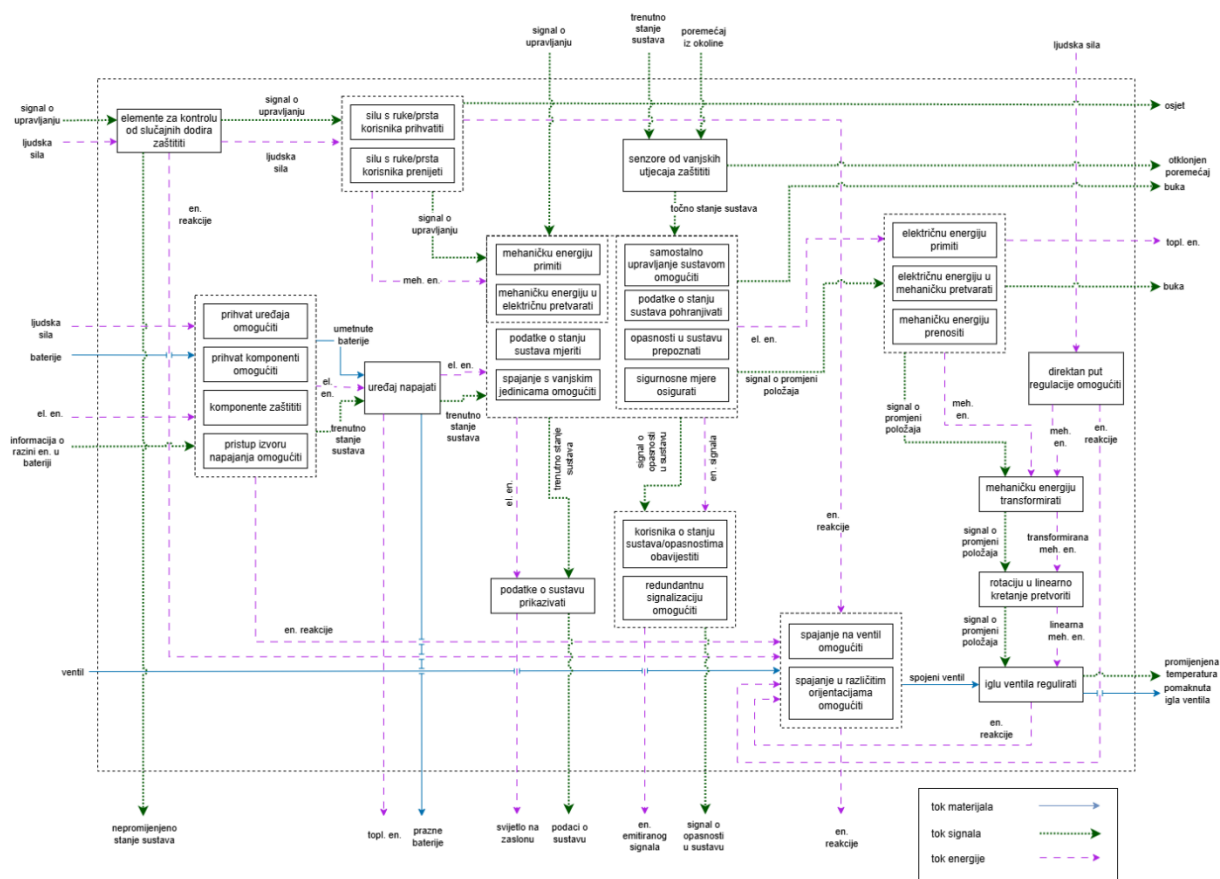 signal o
upravljanju
trenutno
stanje
sustava
poremećaj
iz okoline
ljudska sila
signal o
upravljanju
ljudska
sila
elemente za kontrolu
od slučajnih dodira
zaštititi
signal o
upravljanju
ljudska
sila
silu s ruke/prsta
korisnika prihvatiti
silu s ruke/prsta
korisnika prenijeti
osjet
senzore od vanjskih
utjecaja zaštititi
otklonjen
poremećaj
buka
en.
reakcije
signal o
upravljanju
meh. en.
točno stanje sustava
mehaničku energiju
primiti
mehaničku energiju u
električnu pretvarati
podatke o stanju
sustava mjeriti
spajanje s vanjskim
jedinicama omogućiti
samostalno
upravljanje sustavom
omogućiti
podatke o stanju
sustava pohranjivati
opasnosti u sustavu
prepoznati
sigurnosne mjere
osigurati
el. en.
signal o promjeni
položaja
električnu energiju
primiti
električnu energiju u
mehaničku pretvarati
mehaničku energiju
prenositi
topl. en.
buka
ljudska
sila
baterije
el. en.
informacija o
razini en. u
bateriji
prihvat uređaja
omogućiti
prihvat komponenti
omogućiti
komponente zaštititi
pristup izvoru
napajanja omogućiti
umetnute
baterije
el.
en.
trenutno
stanje
sustava
uređaj napajati
el. en.
trenutno
stanje
sustava
direktan put
regulacije omogućiti
signal o
promjeni
položaja
meh.
en.
meh.
en.
en.
reakcije
el. en.
trenutno stanje
sustava
signal o
opasnosti
u sustavu
en. signala
mehaničku energiju
transformirati
signal o
promjeni
položaja
transformirana
meh. en.
en.
reakcije
korisnika o stanju
sustava/opasnostima
obavijestiti
redundantnu
signalizaciju
omogućiti
podatke o sustavu
prikazivati
rotaciju u linearno
kretanje pretvoriti
signal o
promjeni
položaja
linearna
meh. en.
en. reakcije
ventil
spajanje na ventil
omogućiti
spajanje u različitim
orijentacijama
omogućiti
spojeni ventil
iglu ventila regulirati
promijenjena
temperatura
pomaknuta
igla ventila
en.
reakcije
nepromijenjeno
stanje sustava
topl. en.
prazne
baterije
svijetlo na
zaslonu
podaci o
sustavu
en.
emitiranog
signala
signal o
opasnosti
u sustavu
en.
reakcije
tok materijala
tok signala
tok energije